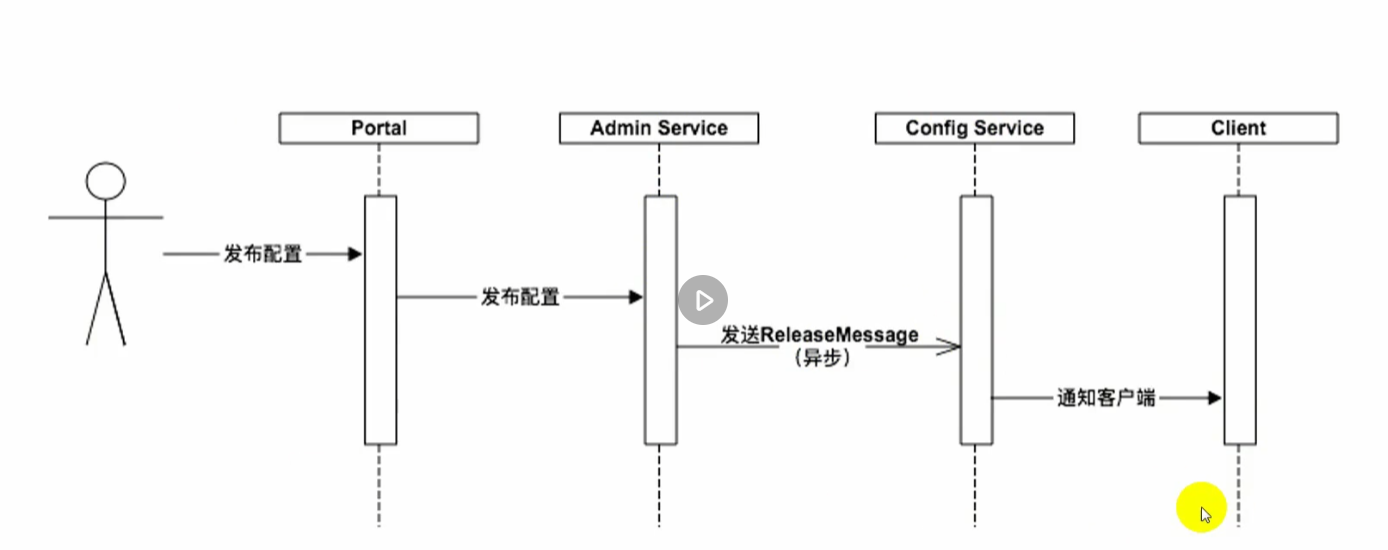 Portal
Admin Service
Config Service
Client
发布配置
发布配置
发送ReleaseMessage
（异步）
通知客户端